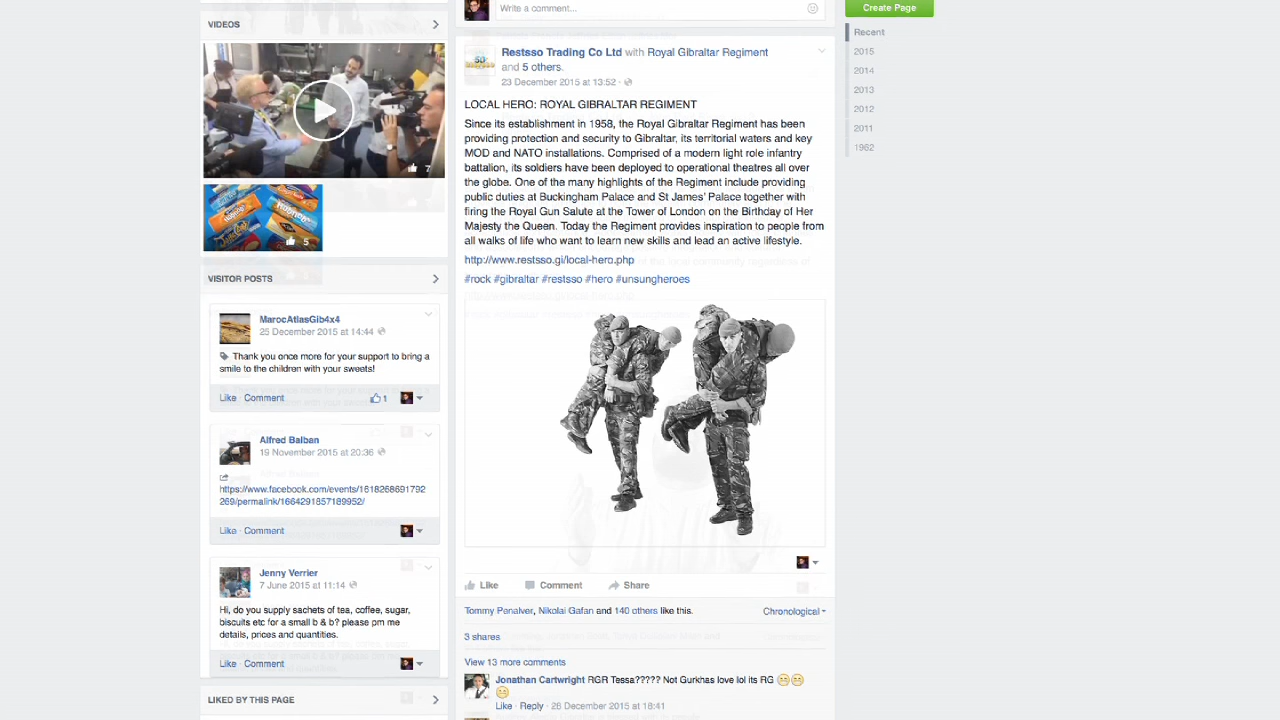 VIDEOS
7
5
VISITOR POSTS
MarocAtlasGib4x4
25 December 2015 at 14:44
Thank you once more for your support to bring a
smile to the children with your sweets!
Like · Comment
1
Alfred Balban
19 November 2015 at 20:36
https://www.facebook.com/events/1618268691792
269/permalink/1664291857189952/
Like · Comment
Jenny Verrier
7 June 2015 at 11:14
Hi, do you supply sachets of tea, coffee, sugar,
biscuits etc for a small b & b? please pm me
details, prices and quantities.
Like · Comment
LIKED BY THIS PAGE
Write a comment...
Restsso Trading Co Ltd with Royal Gibraltar Regiment
and 5 others.
23 December 2015 at 13:52 ·
LOCAL HERO: ROYAL GIBRALTAR REGIMENT
Since its establishment in 1958, the Royal Gibraltar Regiment has been
providing protection and security to Gibraltar, its territorial waters and key
MOD and NATO installations. Comprised of a modern light role infantry
battalion, its soldiers have been deployed to operational theatres all over
the globe. One of the many highlights of the Regiment include providing
public duties at Buckingham Palace and St James' Palace together with
firing the Royal Gun Salute at the Tower of London on the Birthday of Her
Majesty the Queen. Today the Regiment provides inspiration to people from
all walks of life who want to learn new skills and lead an active lifestyle.
http://www.restsso.gi/local-hero.php
#rock #gibraltar #restsso #hero #unsungheroes
Like Comment Share
Tommy Penalver, Nikolai Gafan and 140 others like this.
Chronological
3 shares
View 13 more comments
Jonathan Cartwright RGR Tessa????? Not Gurkhas love lol its RG 😁😁
😁
Like · Reply · 26 December 2015 at 18:41
Create Page
Recent
2015
2014
2013
2012
2011
1962